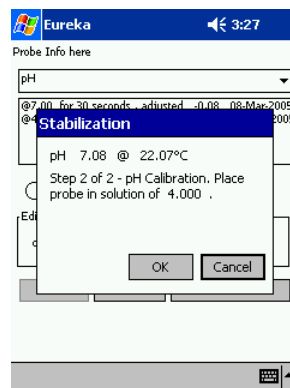 Eureka 3:27
Probe Info here
pH
@7.00 for 30 seconds, adjusted -0.08 08-Mar-2005
Stabilization
pH 7.08 @ 22.07°C
Step 2 of 2 - pH Calibration. Place
probe in solution of 4.000 .
OK Cancel